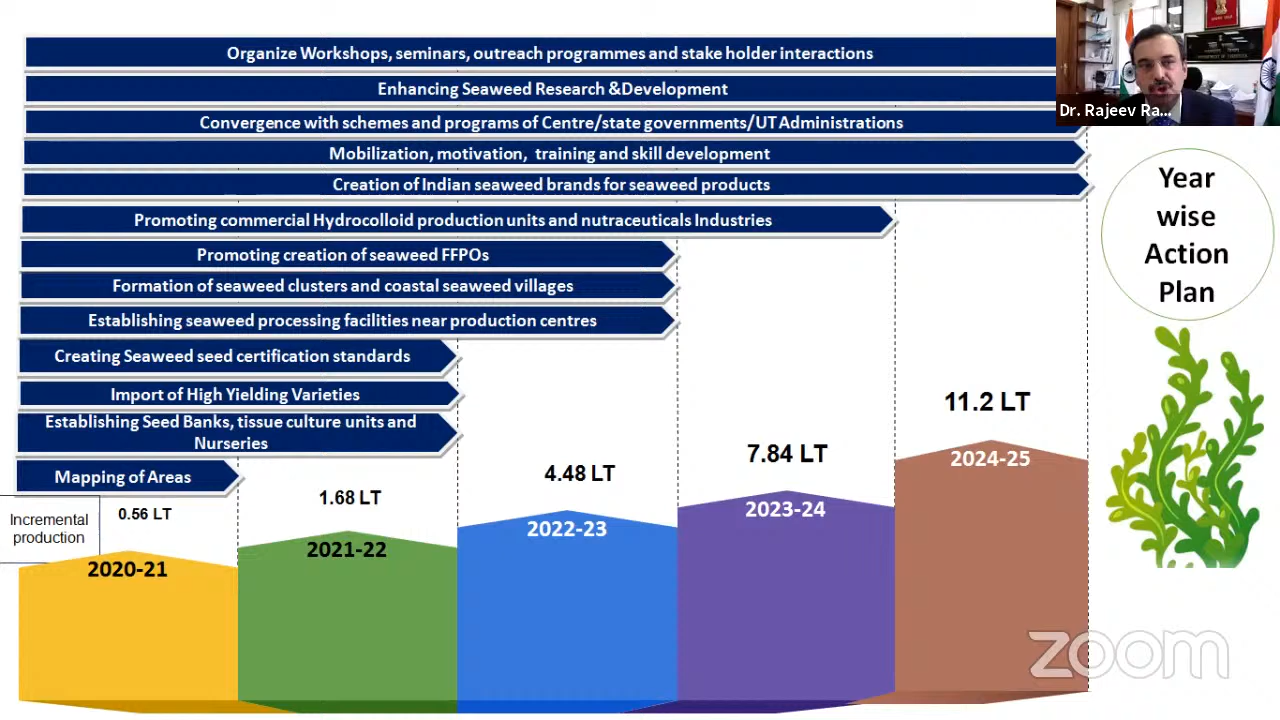 Organize Workshops, seminars, outreach programmes and stake holder interactions
Enhancing Seaweed Research &Development
Convergence with schemes and programs of Centre/state governments/UT Administrations
Mobilization, motivation, training and skill development
Creation of Indian seaweed brands for seaweed products
Promoting commercial Hydrocolloid production units and nutraceuticals Industries
Promoting creation of seaweed FFPOs
Formation of seaweed clusters and coastal seaweed villages
Establishing seaweed processing facilities near production centres
Creating Seaweed seed certification standards
Import of High Yielding Varieties
Establishing Seed Banks, tissue culture units and
Nurseries
Mapping of Areas
Dr. Rajeev Ra...
Year
wise
Action
Plan
Incremental
production
0.56 LT
1.68 LT
4.48 LT
7.84 LT
11.2 LT
2020-21
2021-22
2022-23
2023-24
2024-25
zoom